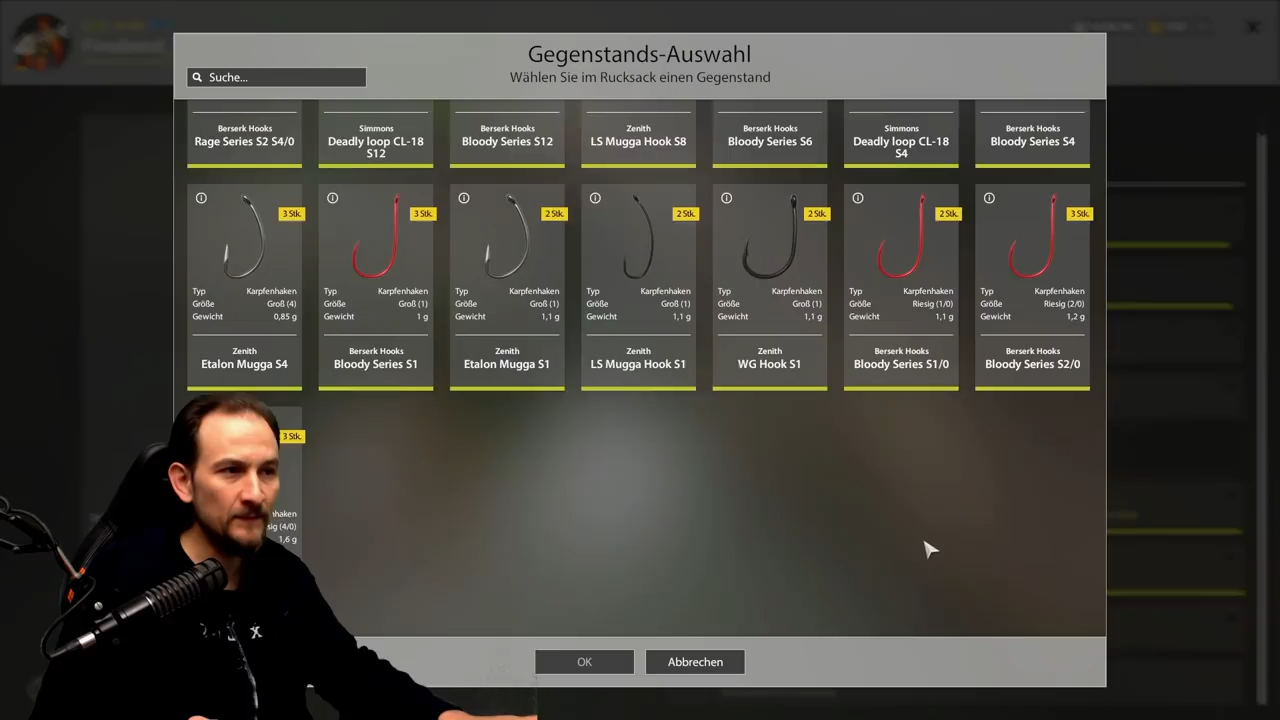 Gegenstands-Auswahl
Suche...
Wählen Sie im Rucksack einen Gegenstand
Berserk Hooks
Rage Series S2 S4/0
Simmons
Deadly loop CL-18
S12
Berserk Hooks
Bloody Series S12
Zenith
LS Mugga Hook S8
Berserk Hooks
Bloody Series S6
Simmons
Deadly loop CL-18
S4
Berserk Hooks
Bloody Series S4
3 Stk.
Typ Karpfenhaken
Größe Groß (4)
Gewicht 0,85 g
Zenith
Etalon Mugga S4
3 Stk.
Typ Karpfenhaken
Größe Groß (1)
Gewicht 1 g
Berserk Hooks
Bloody Series S1
2 Stk.
Typ Karpfenhaken
Größe Groß (1)
Gewicht 1,1 g
Zenith
Etalon Mugga S1
2 Stk.
Typ Karpfenhaken
Größe Groß (1)
Gewicht 1,1 g
Zenith
LS Mugga Hook S1
2 Stk.
Typ Karpfenhaken
Größe Groß (1)
Gewicht 1,1 g
Zenith
WG Hook S1
2 Stk.
Typ Karpfenhaken
Größe Riesig (1/0)
Gewicht 1,1 g
Berserk Hooks
Bloody Series S1/0
3 Stk.
Typ Karpfenhaken
Größe Riesig (2/0)
Gewicht 1,2 g
Berserk Hooks
Bloody Series S2/0
3 Stk.
haken
sig (4/0)
1,6 g
OK
Abbrechen